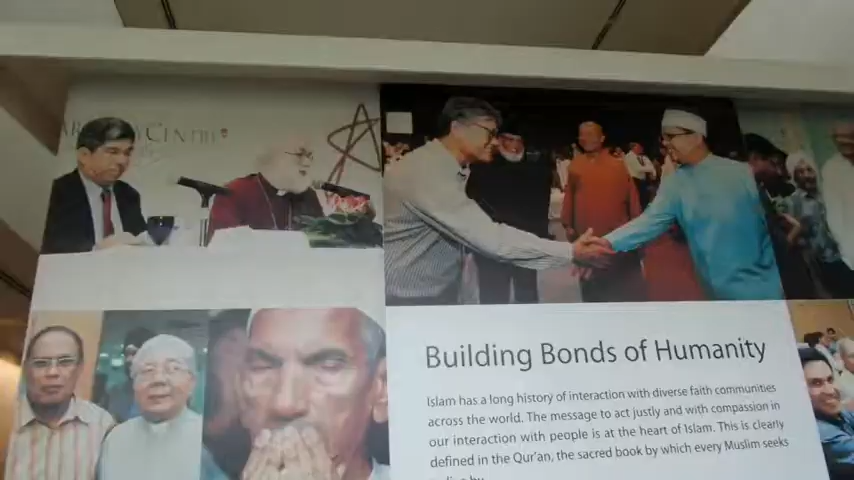 Building Bonds of Humanity
Islam has a long history of interaction with diverse faith communities
across the world. The message to act justly and with compassion in
our interaction with people is at the heart of Islam. This is clearly
defined in the Qur'an, the sacred book by which every Muslim seeks